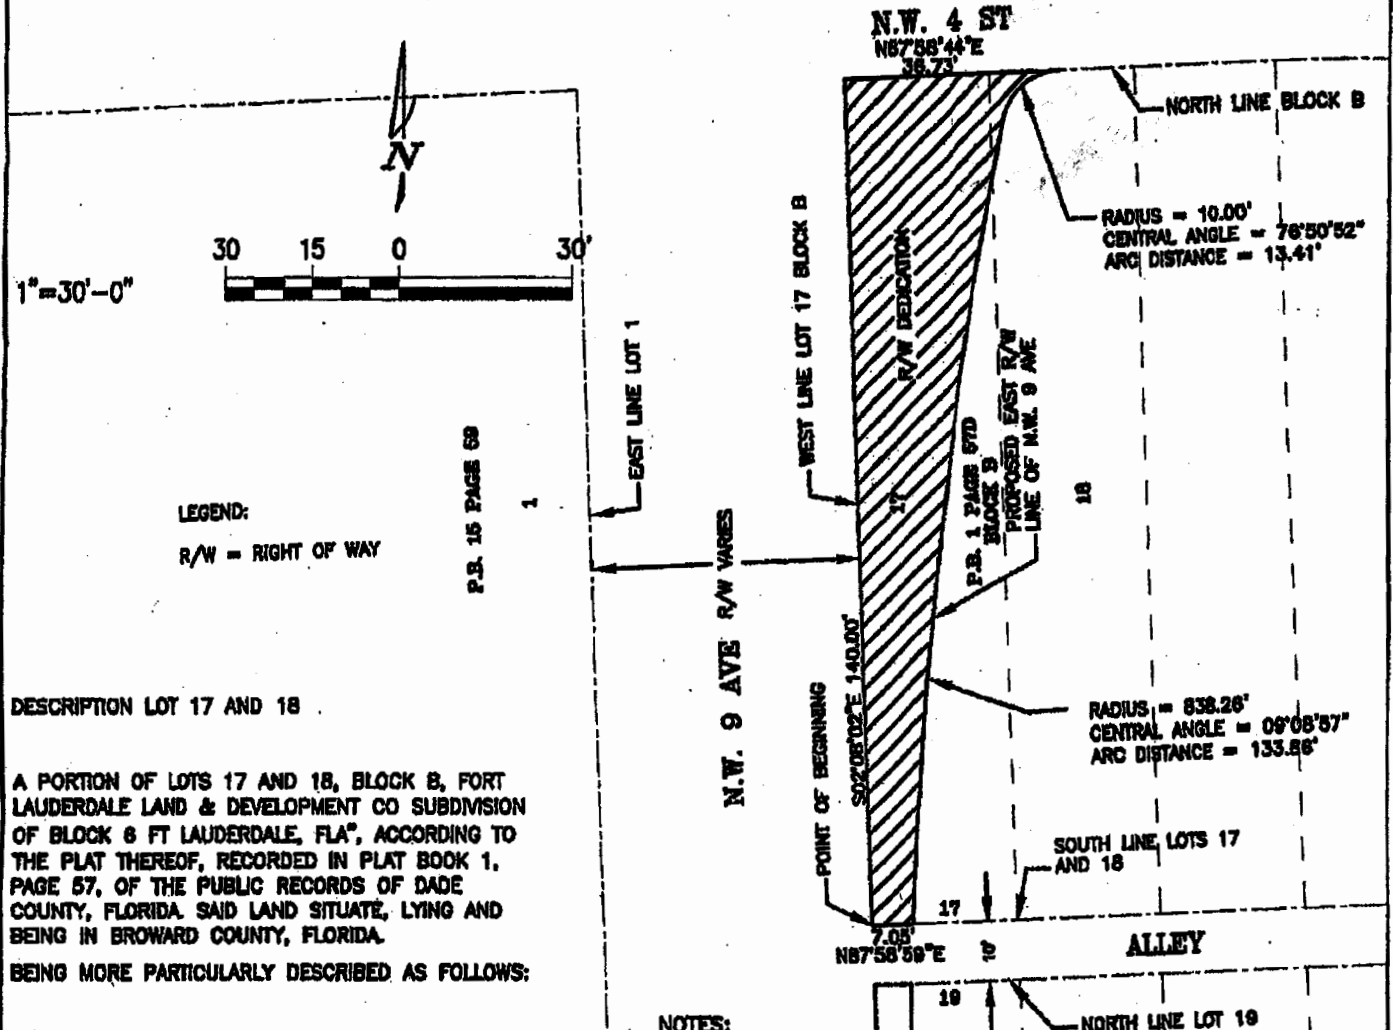 N.W. 4 ST
N87°58'44"E
36.73'
NORTH LINE BLOCK B
N
30 15 0 30'
1"=30'-0"
RADIUS = 10.00'
CENTRAL ANGLE = 76°50'52"
ARC DISTANCE = 13.41'
WEST LINE LOT 17 BLOCK B
R/W DEDICATION
EAST LINE LOT 1
P.B. 15 PAGE 69
1
LEGEND:
R/W = RIGHT OF WAY
17
P.B. 1 PAGE 57D
BLOCK B
PROPOSED EAST R/W
LINE OF N.W. 9 AVE
18
N.W. 9 AVE R/W VARIES
S02°08'02"E 140.00'
POINT OF BEGINNING
DESCRIPTION LOT 17 AND 18
RADIUS = 838.26'
CENTRAL ANGLE = 09°08'57"
ARC DISTANCE = 133.86'
A PORTION OF LOTS 17 AND 18, BLOCK B, FORT
LAUDERDALE LAND & DEVELOPMENT CO SUBDIVISION
OF BLOCK 6 FT LAUDERDALE, FLA", ACCORDING TO
THE PLAT THEREOF, RECORDED IN PLAT BOOK 1,
PAGE 57, OF THE PUBLIC RECORDS OF DADE
COUNTY, FLORIDA. SAID LAND SITUATE, LYING AND
BEING IN BROWARD COUNTY, FLORIDA.
BEING MORE PARTICULARLY DESCRIBED AS FOLLOWS:
SOUTH LINE LOTS 17
AND 18
17
7.05'
N87°58'59"E
ALLEY
19
NORTH LINE LOT 19
NOTES: